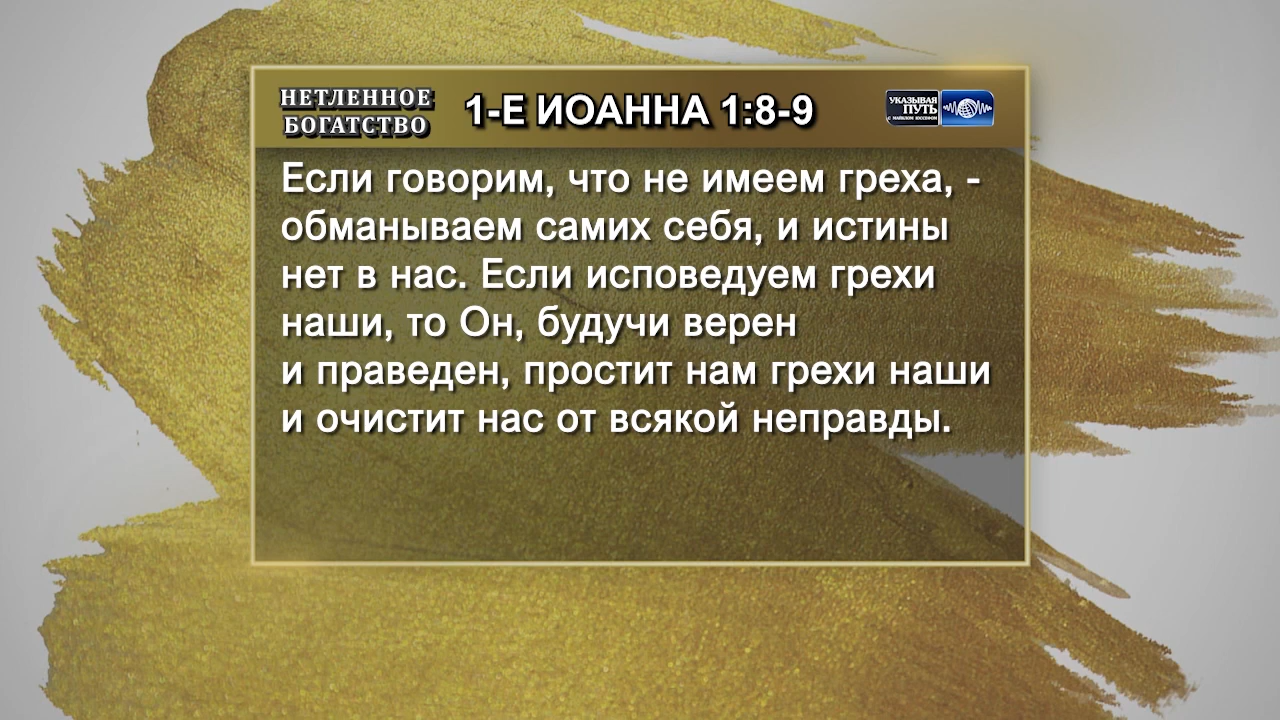 НЕТЛЕННОЕ
БОГАТСТВО
1-Е ИОАННА 1:8-9
УКАЗЫВАЯ
ПУТЬ
С МАЙКЛОМ ЮССЕФОМ
Если говорим, что не имеем греха, -
обманываем самих себя, и истины
нет в нас. Если исповедуем грехи
наши, то Он, будучи верен
и праведен, простит нам грехи наши
и очистит нас от всякой неправды.